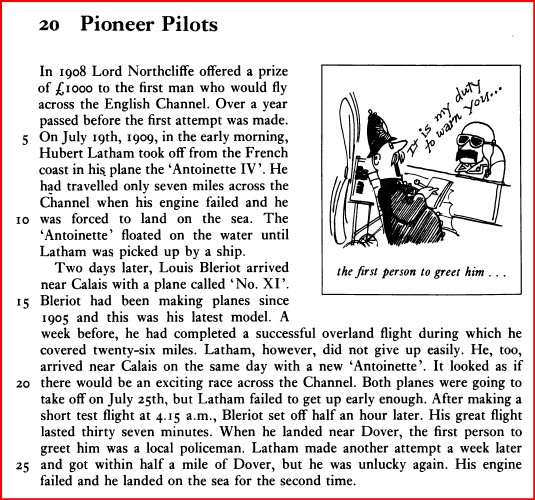 20 Pioneer Pilots
In 1908 Lord Northcliffe offered a prize
of £1000 to the first man who would fly
across the English Channel. Over a year
passed before the first attempt was made.
5 On July 19th, 1909, in the early morning,
Hubert Latham took off from the French
coast in his plane the 'Antoinette IV'. He
had travelled only seven miles across the
Channel when his engine failed and he
10 was forced to land on the sea. The
'Antoinette' floated on the water until
Latham was picked up by a ship.
Two days later, Louis Bleriot arrived
near Calais with a plane called 'No. XI'.
15 Bleriot had been making planes since
1905 and this was his latest model. A
week before, he had completed a successful overland flight during which he
covered twenty-six miles. Latham, however, did not give up easily. He, too,
arrived near Calais on the same day with a new 'Antoinette'. It looked as if
20 there would be an exciting race across the Channel. Both planes were going to
take off on July 25th, but Latham failed to get up early enough. After making a
short test flight at 4.15 a.m., Bleriot set off half an hour later. His great flight
lasted thirty seven minutes. When he landed near Dover, the first person to
greet him was a local policeman. Latham made another attempt a week later
25 and got within half a mile of Dover, but he was unlucky again. His engine
failed and he landed on the sea for the second time.
It is my duty
to warn you...
the first person to greet him . . .